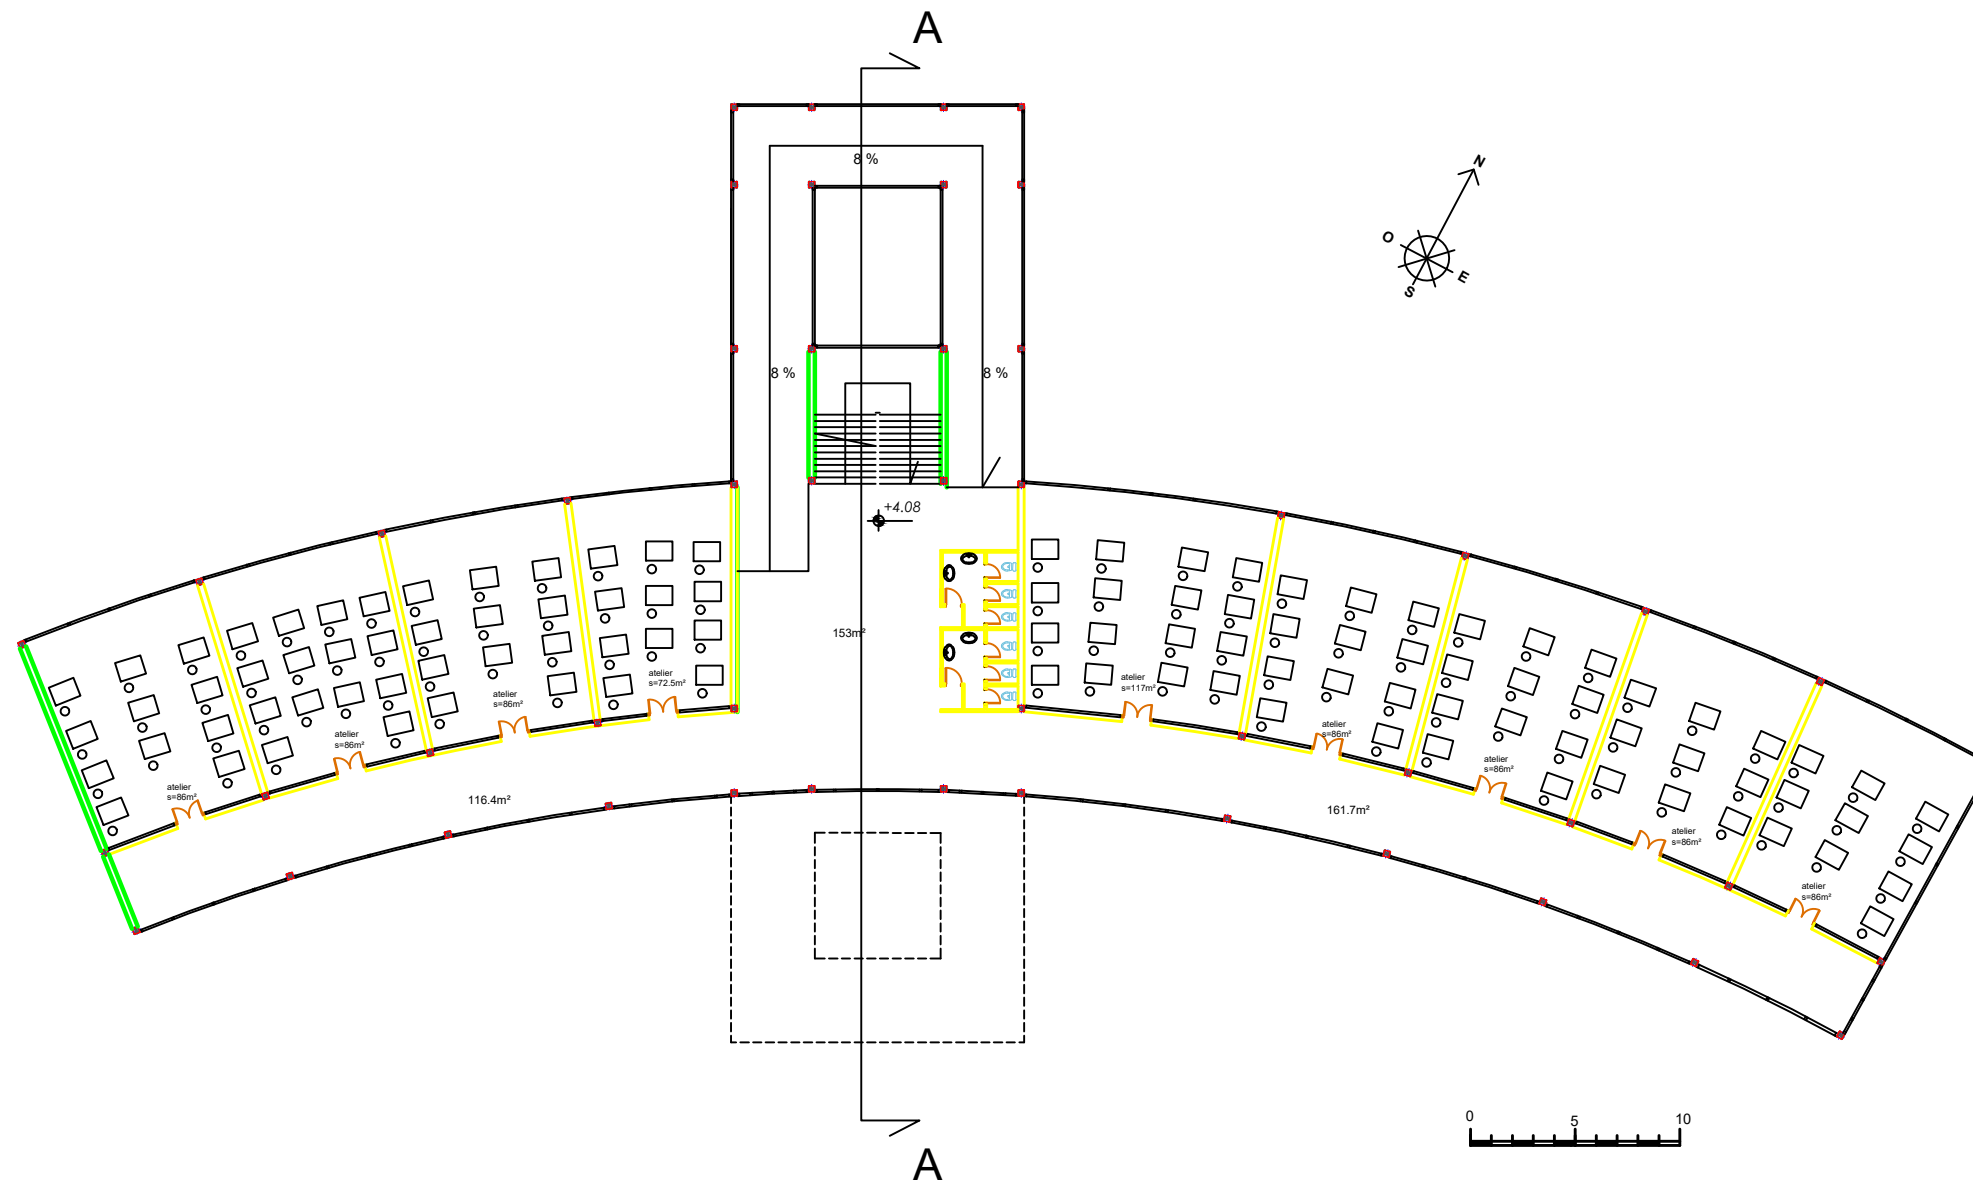 A
8 %
N
O
E
S
8 %
8 %
+4.08
153m²
atelier
s=72.5m²
atelier
s=117m²
atelier
s=86m²
atelier
s=86m²
atelier
s=86m²
atelier
s=86m²
atelier
s=86m²
116.4m²
161.7m²
atelier
s=86m²
atelier
s=86m²
0
5
10
A